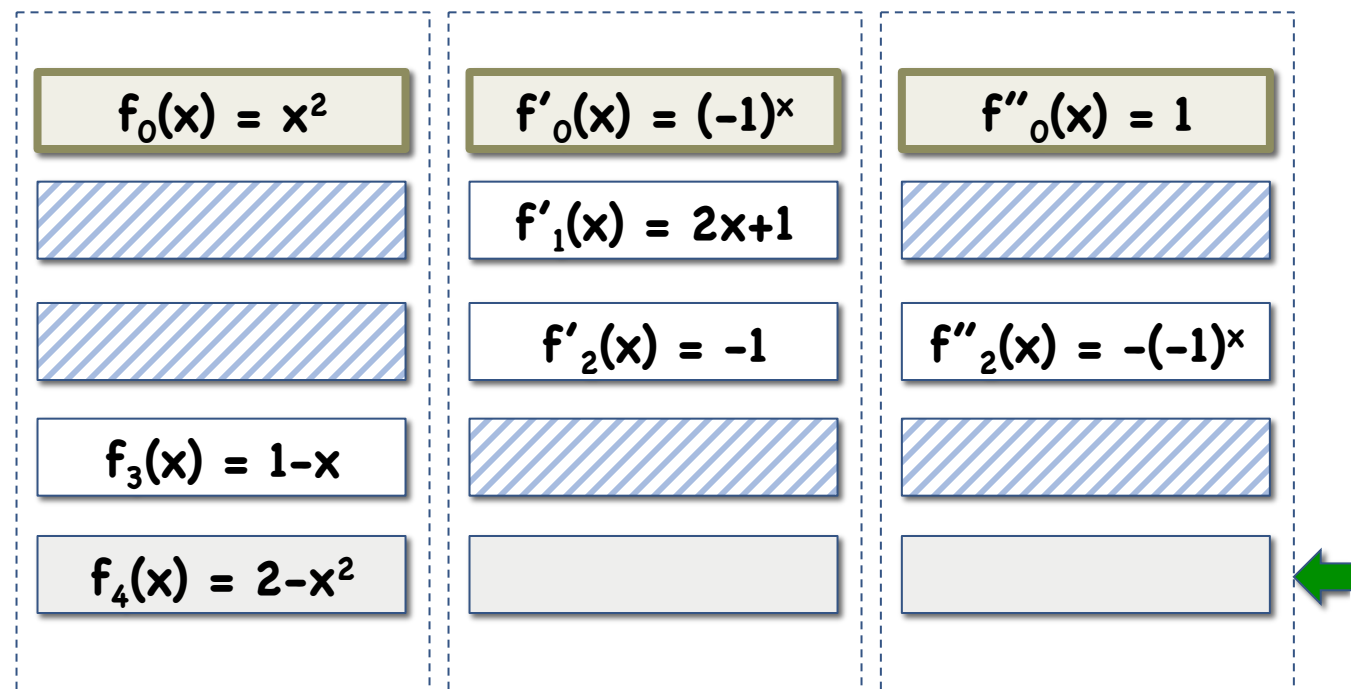 f₀(x) = x²
f′₀(x) = (-1)ˣ
f″₀(x) = 1
f′₁(x) = 2x+1
f′₂(x) = -1
f″₂(x) = -(-1)ˣ
f₃(x) = 1-x
f₄(x) = 2-x²